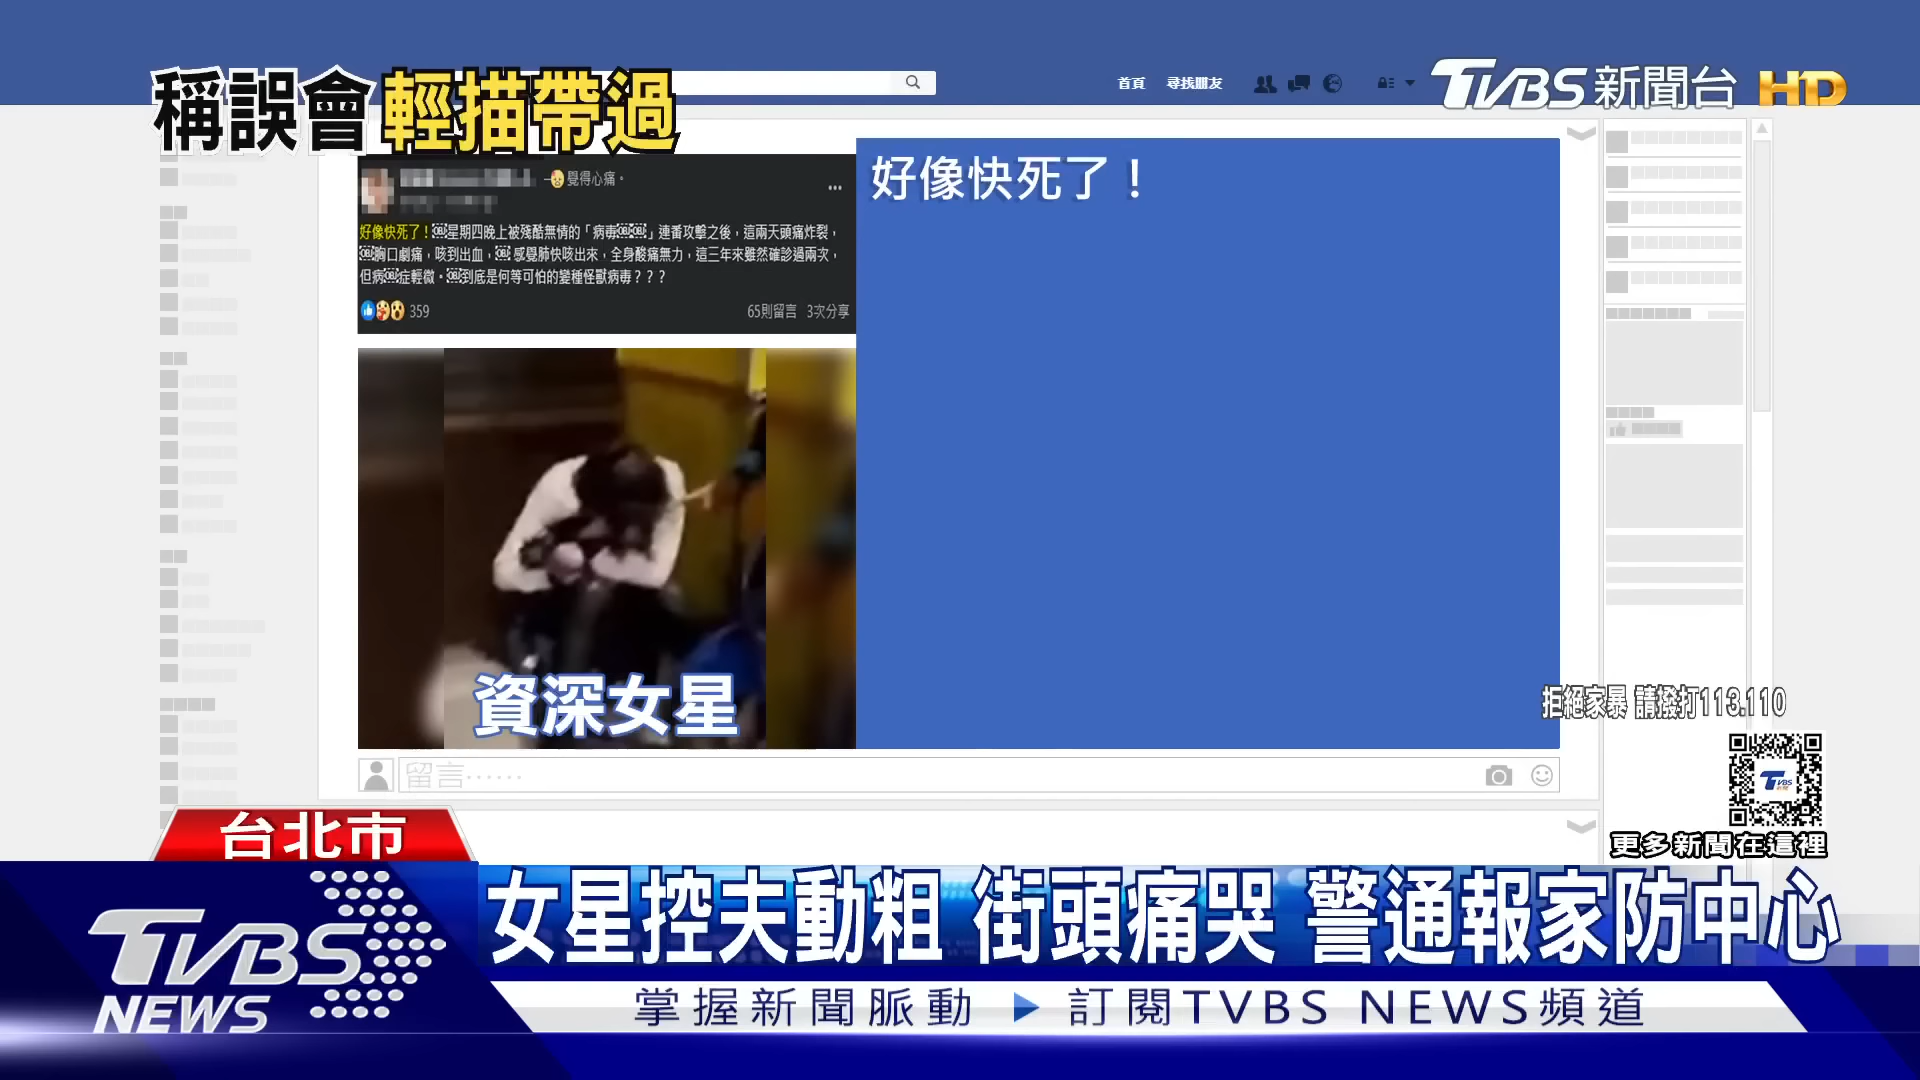 稱誤會輕描帶過
首頁 尋找朋友
TVBS新聞台 HD
覺得心痛。
好像快死了！
好像快死了！星期四晚上被殘酷無情的「病毒」連番攻擊之後，這兩天頭痛炸裂，
胸口劇痛，咳到出血，感覺肺快咳出來，全身酸痛無力，這三年來雖然確診過兩次，
但病症輕微。到底是何等可怕的變種怪獸病毒？？？
359
65則留言 3次分享
資深女星
拒絕家暴 請撥打113.110
留言······
TVBS
更多新聞在這裡
台北市
女星控夫動粗 街頭痛哭 警通報家防中心
TVBS NEWS
掌握新聞脈動 ▶ 訂閱TVBS NEWS頻道